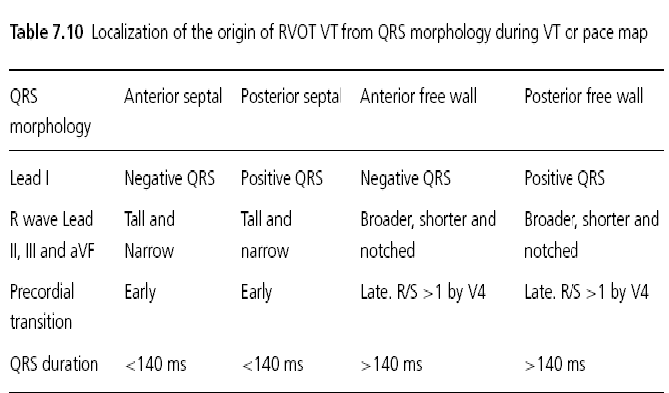 Table 7.10 Localization of the origin of RVOT VT from QRS morphology during VT or pace map
QRS morphology Anterior septal Posterior septal Anterior free wall Posterior free wall
Lead I Negative QRS Positive QRS Negative QRS Positive QRS
R wave Lead Tall and Tall and Broader, shorter and Broader, shorter and
II, III and aVF Narrow narrow notched notched
Precordial Early Early Late. R/S >1 by V4 Late. R/S >1 by V4
transition
QRS duration <140 ms <140 ms >140 ms >140 ms